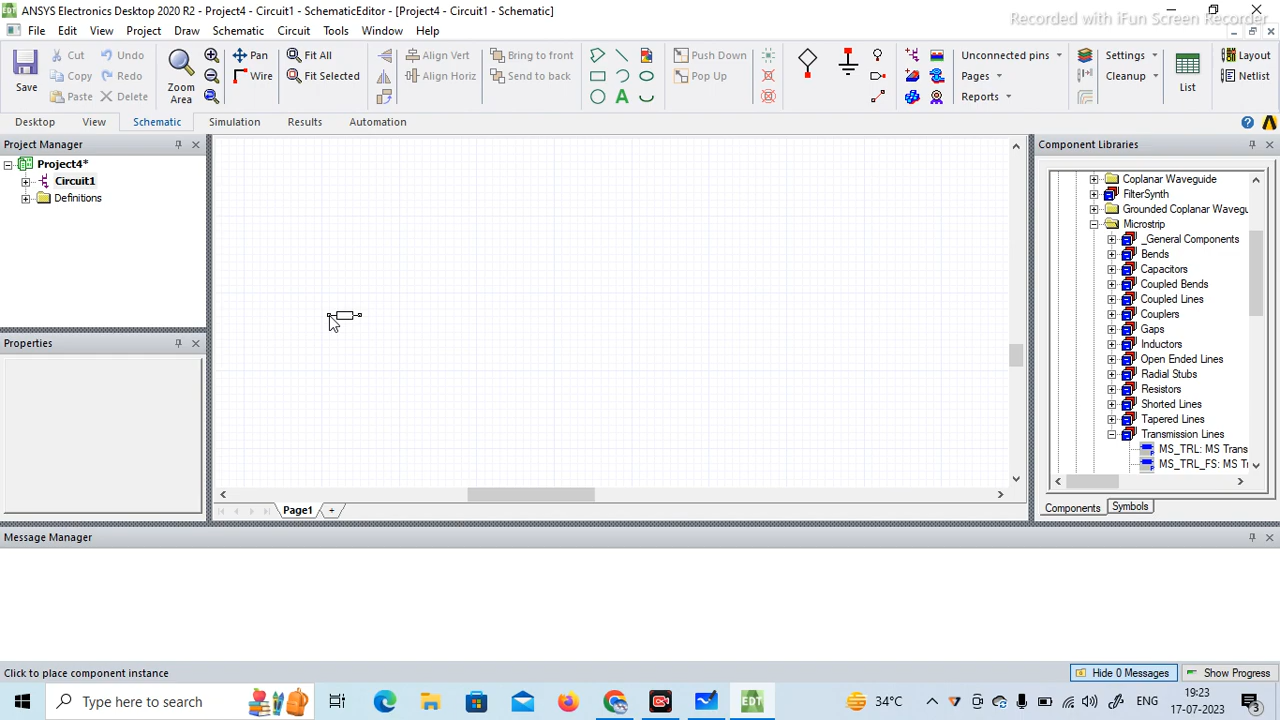 ANSYS Electronics Desktop 2020 R2 - Project4 - Circuit1 - SchematicEditor - [Project4 - Circuit1 - Schematic]
Recorded with iFun Screen Recorder
File Edit View Project Draw Schematic Circuit Tools Window Help
Save
Cut
Copy
Paste
Undo
Redo
Delete
Zoom
Area
Pan
Wire
Fit All
Fit Selected
Align Vert
Align Horiz
Bring to front
Send to back
Push Down
Pop Up
Unconnected pins
Pages
Reports
Settings
Cleanup
List
Layout
Netlist
Desktop View Schematic Simulation Results Automation
Project Manager
Project4*
Circuit1
Definitions
Properties
Page1
+
Component Libraries
Coplanar Waveguide
FilterSynth
Grounded Coplanar Wavegu
Microstrip
_General Components
Bends
Capacitors
Coupled Bends
Coupled Lines
Couplers
Gaps
Inductors
Open Ended Lines
Radial Stubs
Resistors
Shorted Lines
Tapered Lines
Transmission Lines
MS_TRL: MS Trans
MS_TRL_FS: MS Tr
Components Symbols
Message Manager
Click to place component instance
Hide 0 Messages
Show Progress
Type here to search
EDT
34°C
ENG
19:23
17-07-2023
3